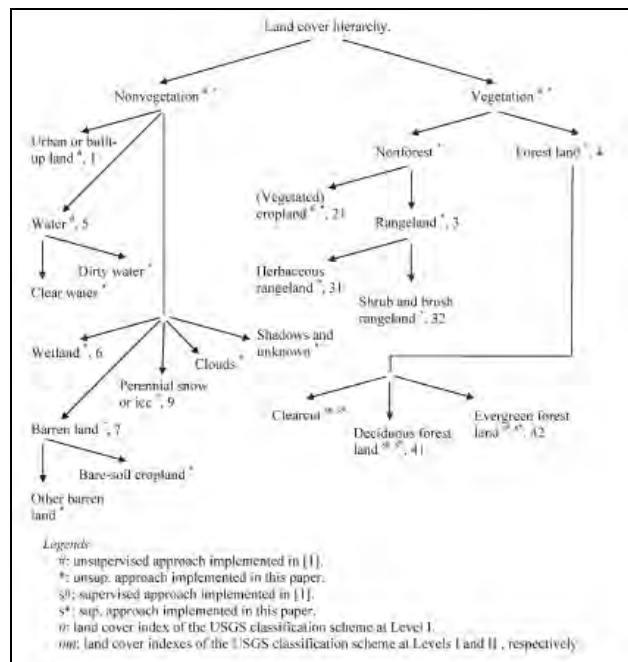 Land cover hierarchy.
Nonvegetation
Vegetation
Urban or built-
up land #, 1
Nonforest *
Forest land *, 4
(Vegetated)
cropland #, *, 21
Water #, 5
Rangeland *, 3
Dirty water *
Clear water *
Herbaceous
rangeland *, 31
Shrub and brush
rangeland *, 32
Wetland *, 6
Clouds *
Shadows and
unknown *
Perennial snow
or ice *, 9
Clearcut s#, s*
Deciduous forest
land s#, s*, 41
Evergreen forest
land s#, s*, 42
Barren land *, 7
Bare-soil cropland *
Other barren
land *
Legends
#: unsupervised approach implemented in [1].
*: unsup. approach implemented in this paper.
s#: supervised approach implemented in [1].
s*: sup. approach implemented in this paper.
n: land cover index of the USGS classification scheme at Level I.
nm: land cover indexes of the USGS classification scheme at Levels I and II , respectively